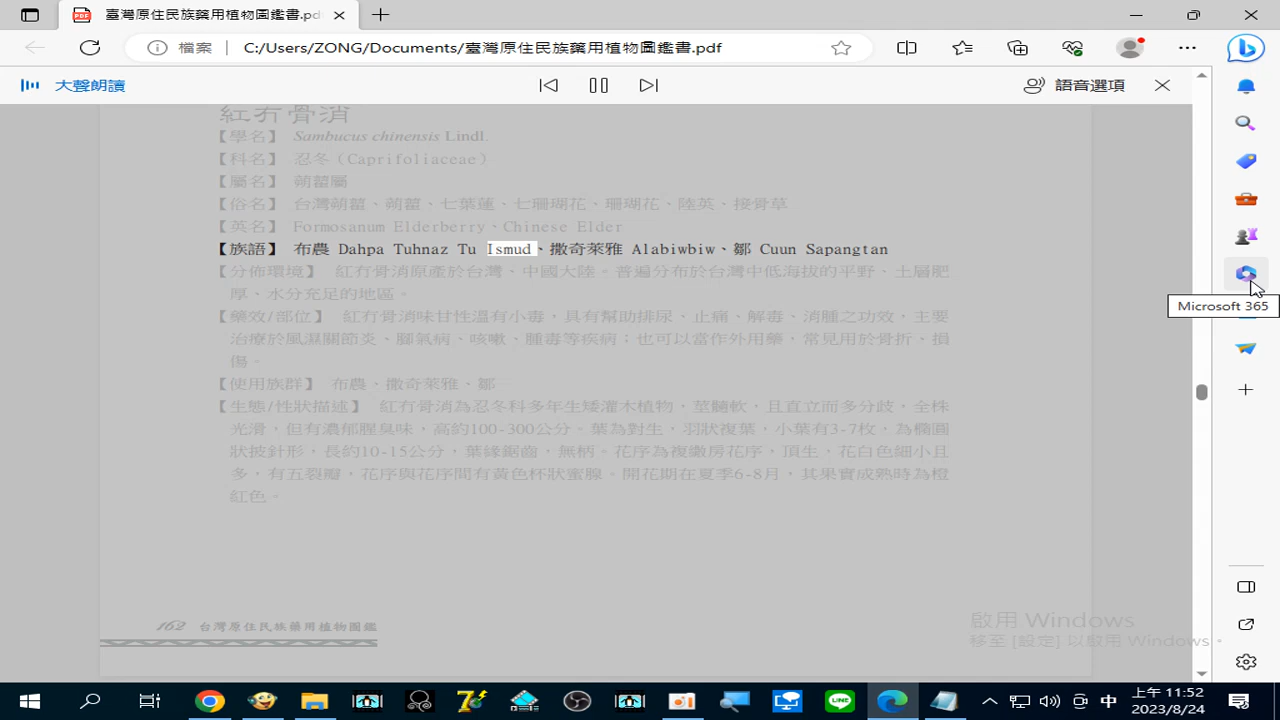 臺灣原住民族藥用植物圖鑑書.pdf
檔案 C:/Users/ZONG/Documents/臺灣原住民族藥用植物圖鑑書.pdf
大聲朗讀
語音選項
紅冇骨消
【學名】 Sambucus chinensis Lindl.
【科名】 忍冬（Caprifoliaceae）
【屬名】 蒴藋屬
【俗名】 台灣蒴藋、蒴藋、七葉蓮、七珊瑚花、珊瑚花、陸英、接骨草
【英名】 Formosanum Elderberry、Chinese Elder
【族語】 布農 Dahpa Tuhnaz Tu Ismud、撒奇萊雅 Alabiwbiw、鄒 Cuun Sapangtan
【分佈環境】 紅冇骨消原產於台灣、中國大陸。普遍分布於台灣中低海拔的平野、土層肥
厚、水分充足的地區。
【藥效/部位】 紅冇骨消味甘性溫有小毒，具有幫助排尿、止痛、解毒、消腫之功效，主要
治療於風濕關節炎、腳氣病、咳嗽、腫毒等疾病；也可以當作外用藥，常見用於骨折、損
傷。
【使用族群】 布農、撒奇萊雅、鄒
【生態/性狀描述】 紅冇骨消為忍冬科多年生矮灌木植物，莖髓軟，且直立而多分歧，全株
光滑，但有濃郁腥臭味，高約100-300公分。葉為對生，羽狀複葉，小葉有3-7枚，為橢圓
狀披針形，長約10-15公分，葉緣鋸齒，無柄。花序為複繖房花序，頂生，花白色細小且
多，有五裂瓣，花序與花序間有黃色杯狀蜜腺。開花期在夏季6-8月，其果實成熟時為橙
紅色。
162 台灣原住民族藥用植物圖鑑
Microsoft 365
啟用 Windows
移至 [設定] 以啟用 Windows。
中
上午 11:52
2023/8/24